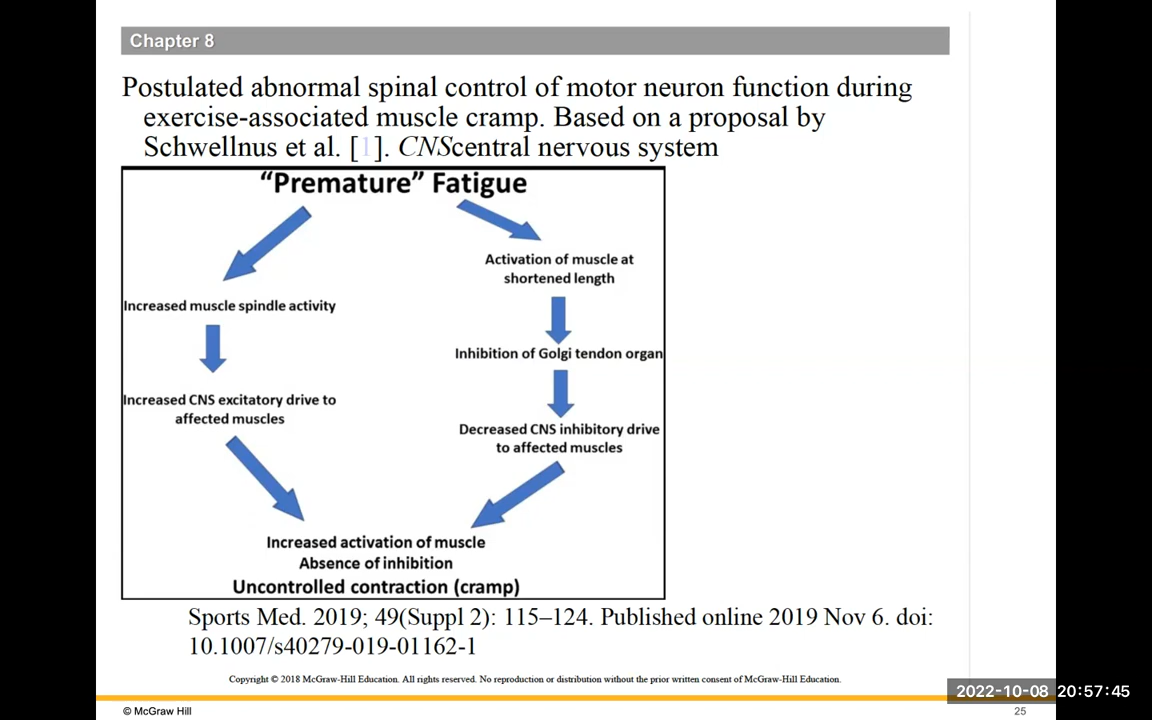 Chapter 8
Postulated abnormal spinal control of motor neuron function during
exercise-associated muscle cramp. Based on a proposal by
Schwellnus et al. [1]. CNScentral nervous system
“Premature” Fatigue
Activation of muscle at
shortened length
Increased muscle spindle activity
Inhibition of Golgi tendon organ
Increased CNS excitatory drive to
affected muscles
Decreased CNS inhibitory drive
to affected muscles
Increased activation of muscle
Absence of inhibition
Uncontrolled contraction (cramp)
Sports Med. 2019; 49(Suppl 2): 115–124. Published online 2019 Nov 6. doi:
10.1007/s40279-019-01162-1
Copyright © 2018 McGraw-Hill Education. All rights reserved. No reproduction or distribution without the prior written consent of McGraw-Hill Education.
2022-10-08 20:57:45
© McGraw Hill
25